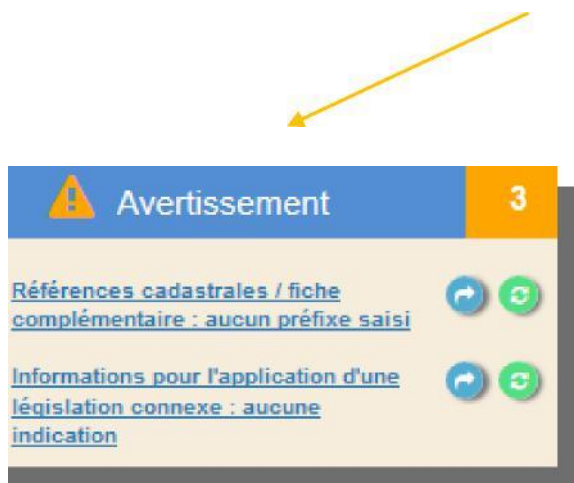 Avertissement 3
Références cadastrales / fiche
complémentaire : aucun préfixe saisi
Informations pour l'application d'une
législation connexe : aucune
indication